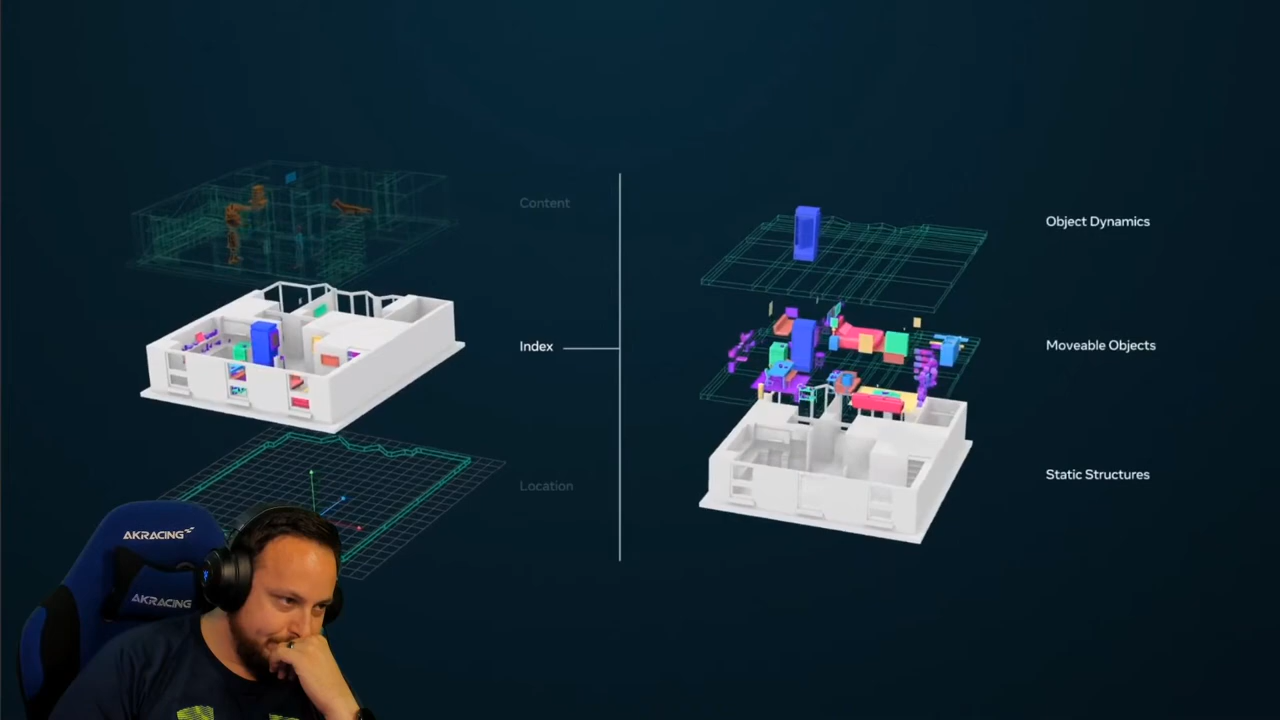 Content
Index
Location
Object Dynamics
Moveable Objects
Static Structures
AKRACING
AKRACING